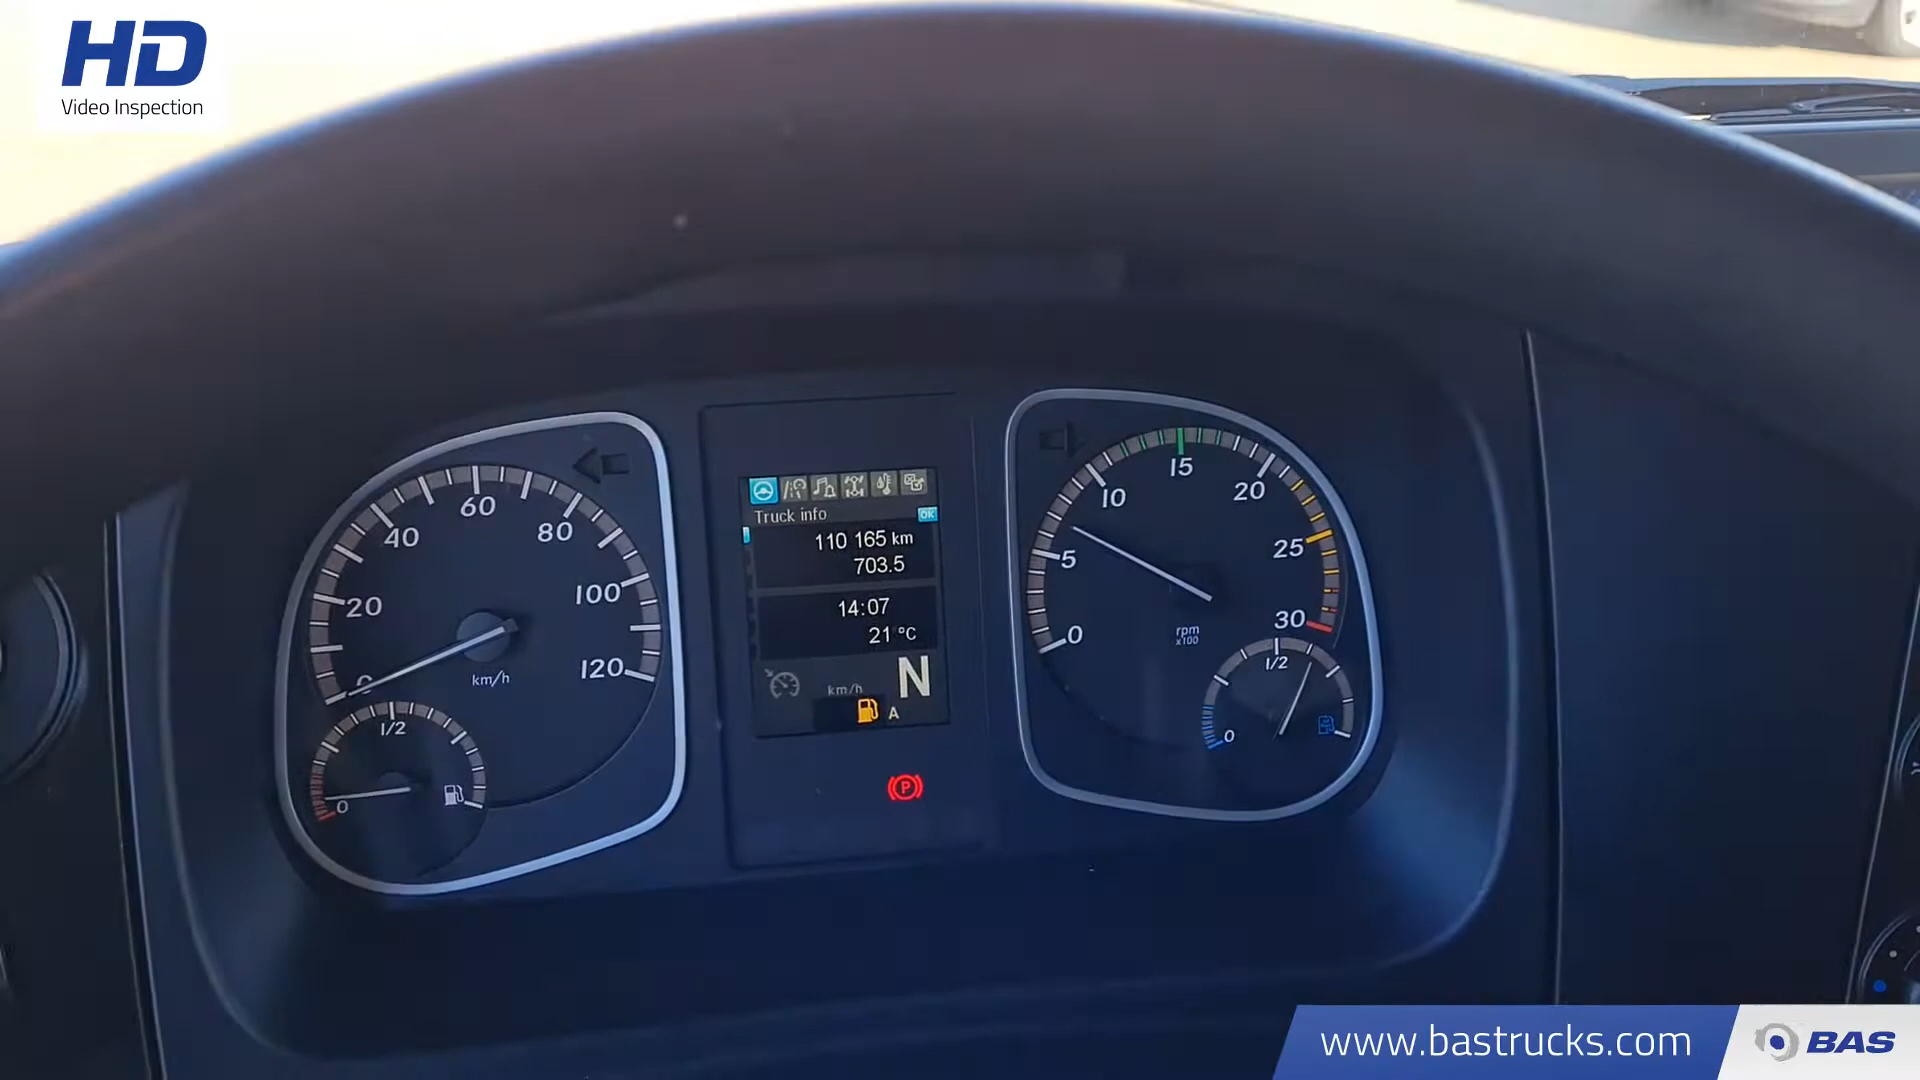 HD
Video Inspection
0
20
40
60
80
100
120
km/h
0
1/2
Truck info
OK
110 165 km
703.5
14:07
21 °C
km/h
N
A
P
0
5
10
15
20
25
30
rpm
x100
0
1/2
www.bastrucks.com
BAS